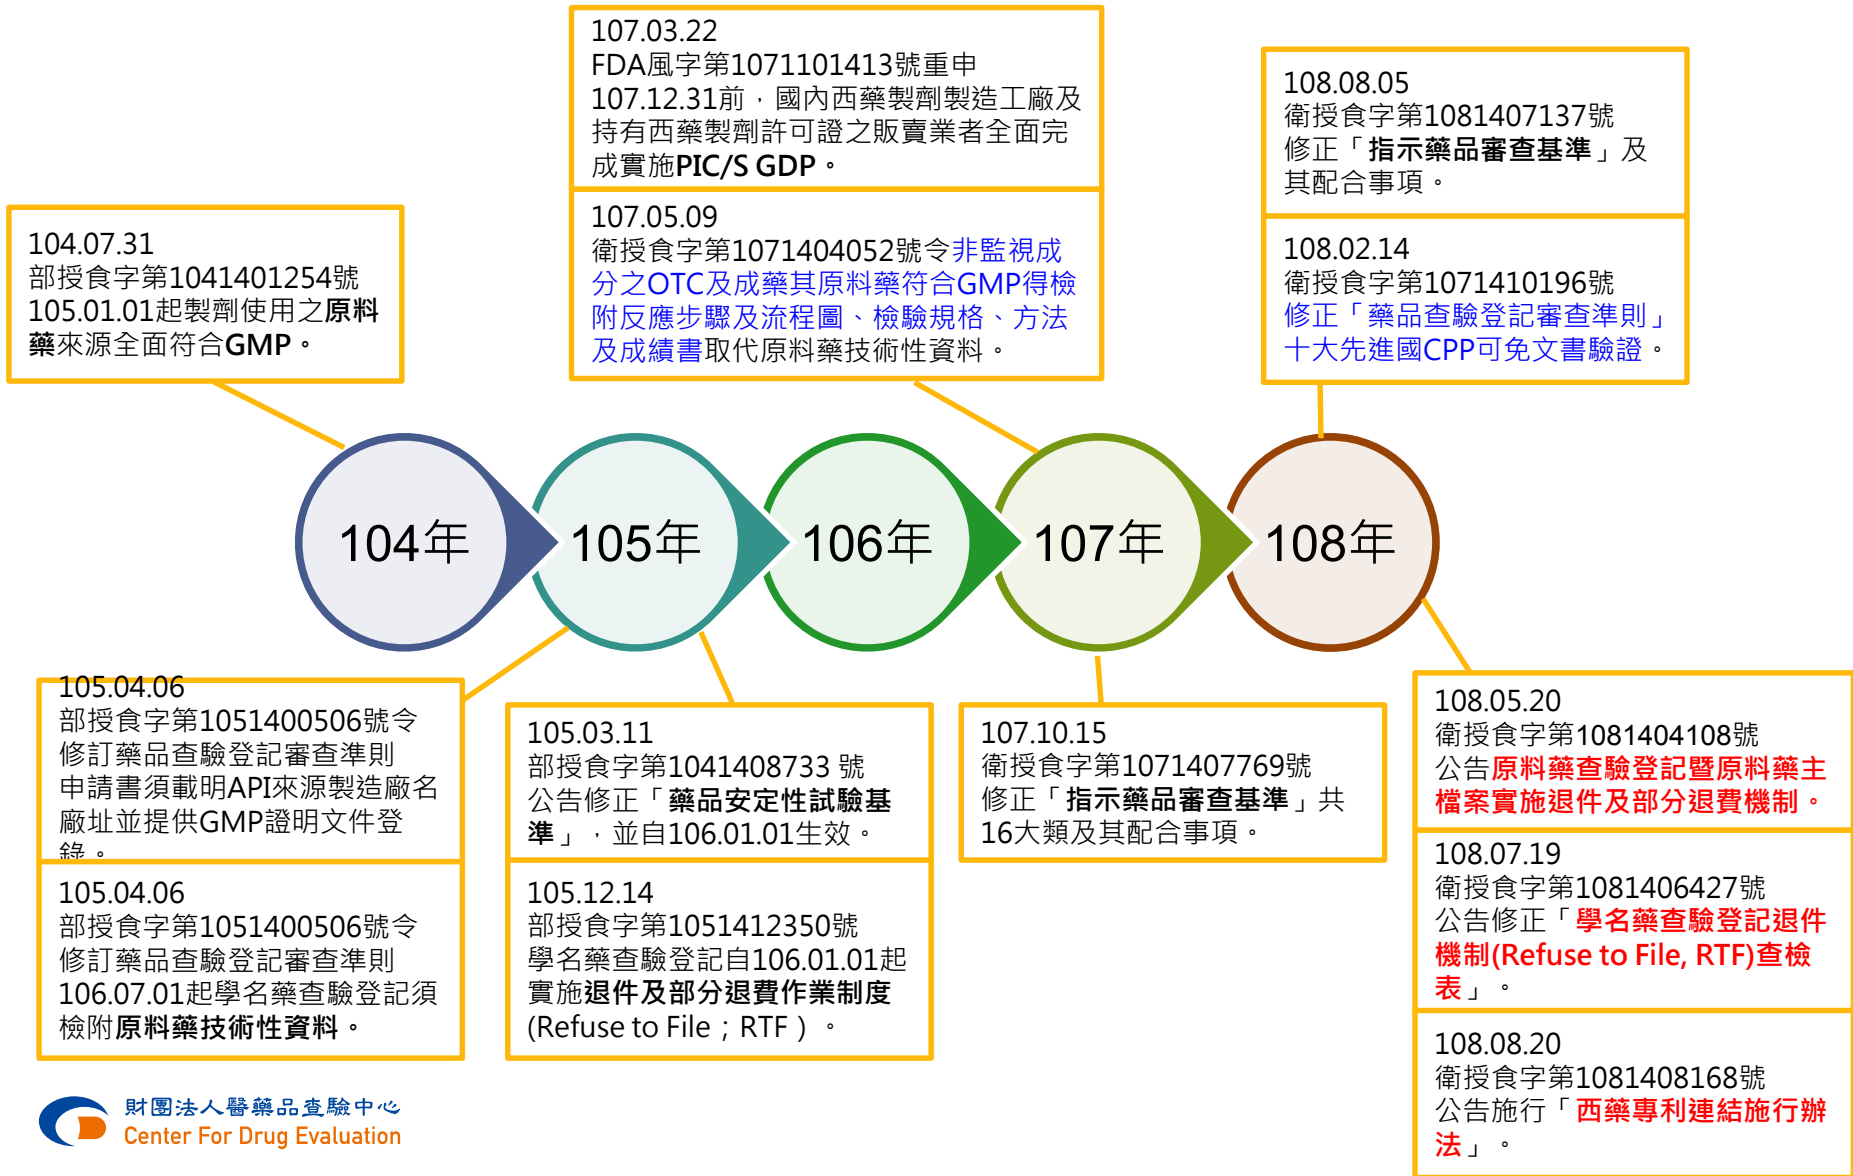 107.03.22
FDA風字第1071101413號重申
107.12.31前，國內西藥製劑製造工廠及
持有西藥製劑許可證之販賣業者全面完
成實施PIC/S GDP。
107.05.09
衛授食字第1071404052號令非監視成
分之OTC及成藥其原料藥符合GMP得檢
附反應步驟及流程圖、檢驗規格、方法
及成績書取代原料藥技術性資料。
108.08.05
衛授食字第1081407137號
修正「指示藥品審查基準」及
其配合事項。
108.02.14
衛授食字第1071410196號
修正「藥品查驗登記審查準則」
十大先進國CPP可免文書驗證。
104.07.31
部授食字第1041401254號
105.01.01起製劑使用之原料
藥來源全面符合GMP。
104年
105年
106年
107年
108年
105.04.06
部授食字第1051400506號令
修訂藥品查驗登記審查準則
申請書須載明API來源製造廠名
廠址並提供GMP證明文件登
錄。
105.04.06
部授食字第1051400506號令
修訂藥品查驗登記審查準則
106.07.01起學名藥查驗登記須
檢附原料藥技術性資料。
105.03.11
部授食字第1041408733 號
公告修正「藥品安定性試驗基
準」，並自106.01.01生效。
105.12.14
部授食字第1051412350號
學名藥查驗登記自106.01.01起
實施退件及部分退費作業制度
(Refuse to File；RTF）。
107.10.15
衛授食字第1071407769號
修正「指示藥品審查基準」共
16大類及其配合事項。
108.05.20
衛授食字第1081404108號
公告原料藥查驗登記暨原料藥主
檔案實施退件及部分退費機制。
108.07.19
衛授食字第1081406427號
公告修正「學名藥查驗登記退件
機制(Refuse to File, RTF)查檢
表」。
108.08.20
衛授食字第1081408168號
公告施行「西藥專利連結施行辦
法」。
財團法人醫藥品查驗中心
Center For Drug Evaluation